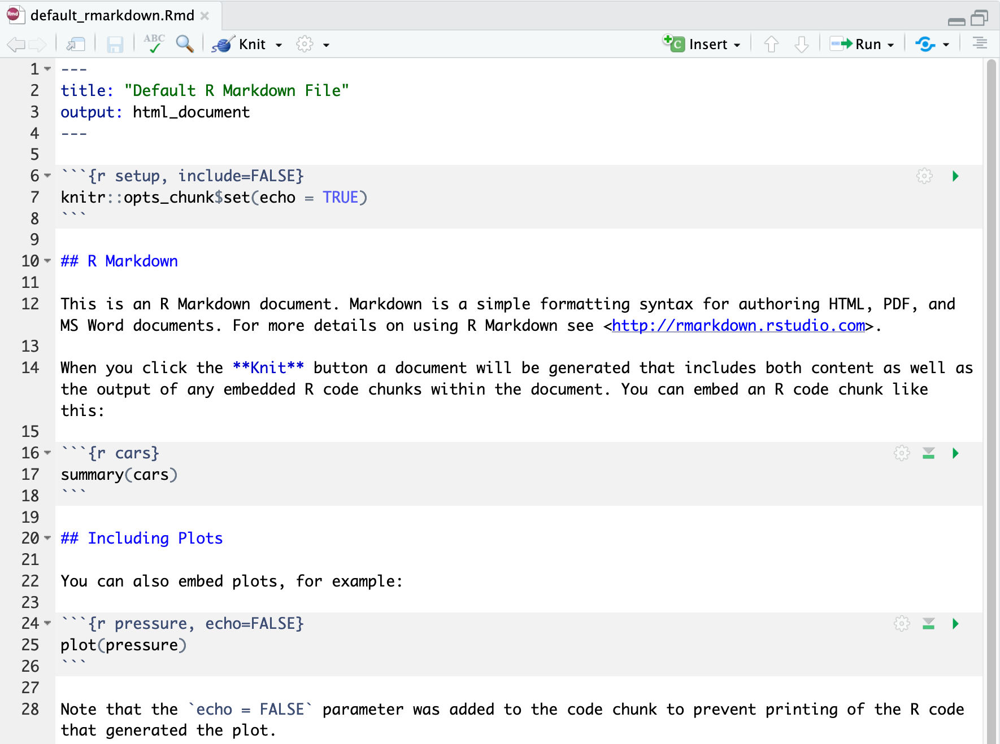 default_rmarkdown.Rmd
ABC Knit Insert Run
1 ---
2 title: "Default R Markdown File"
3 output: html_document
4 ---
5
6 ```{r setup, include=FALSE}
7 knitr::opts_chunk$set(echo = TRUE)
8 ```
9
10 ## R Markdown
11
12 This is an R Markdown document. Markdown is a simple formatting syntax for authoring HTML, PDF, and
MS Word documents. For more details on using R Markdown see <http://rmarkdown.rstudio.com>.
13
14 When you click the **Knit** button a document will be generated that includes both content as well as
the output of any embedded R code chunks within the document. You can embed an R code chunk like
this:
15
16 ```{r cars}
17 summary(cars)
18 ```
19
20 ## Including Plots
21
22 You can also embed plots, for example:
23
24 ```{r pressure, echo=FALSE}
25 plot(pressure)
26 ```
27
28 Note that the `echo = FALSE` parameter was added to the code chunk to prevent printing of the R code
that generated the plot.